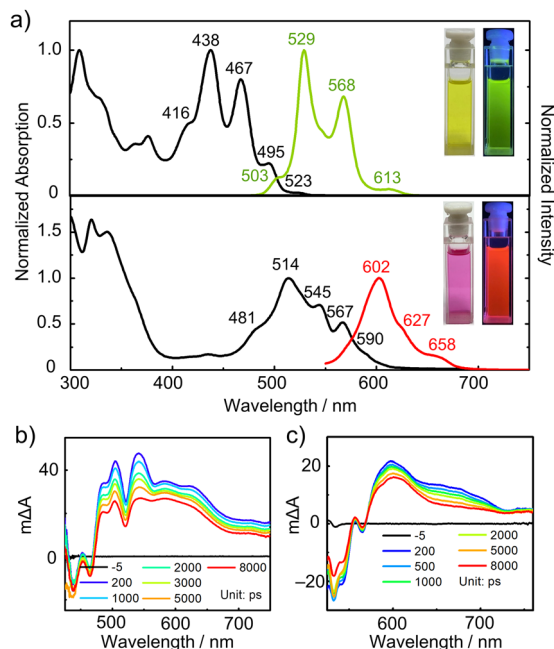 a)
Normalized Absorption
Normalized Intensity
1.0
0.5
0.0
416
438
467
495
523
503
529
568
613
1.5
1.0
0.5
0.0
481
514
545
567
590
602
627
658
300 400 500 600 700
Wavelength / nm
b)
mΔA
40
0
-5 2000 8000
200 3000
1000 5000 Unit: ps
500 600 700
Wavelength / nm
c)
mΔA
20
0
−20
-5 2000
200 5000
500 8000
1000 Unit: ps
600 700
Wavelength / nm